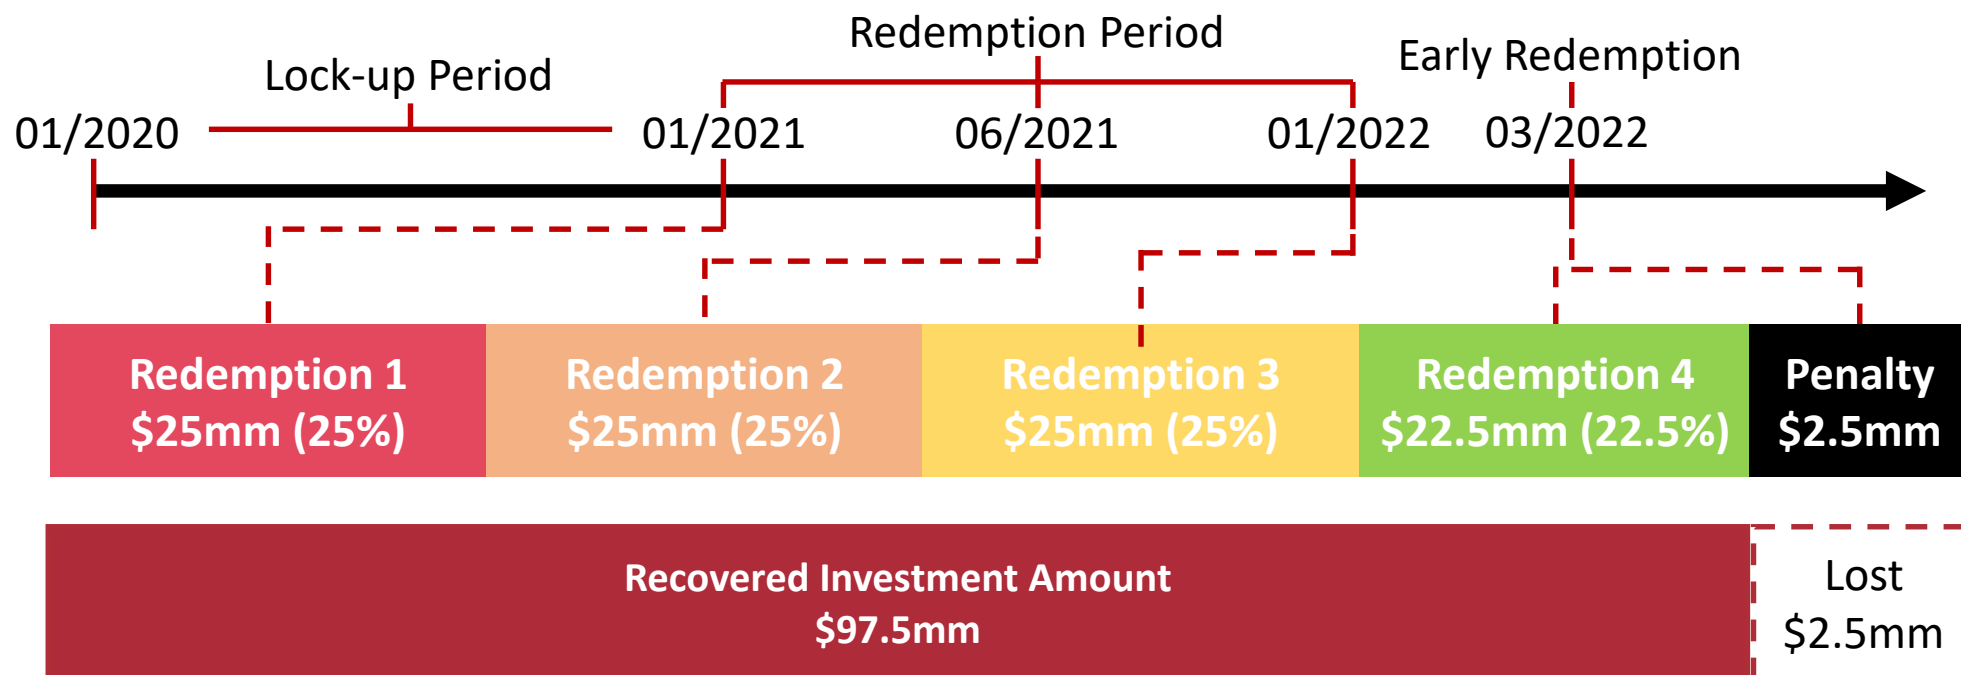 Redemption Period
Early Redemption
Lock-up Period
01/2020
01/2021
06/2021
01/2022
03/2022
Redemption 1
$25mm (25%)
Redemption 2
$25mm (25%)
Redemption 3
$25mm (25%)
Redemption 4
$22.5mm (22.5%)
Penalty
$2.5mm
Recovered Investment Amount
$97.5mm
Lost
$2.5mm